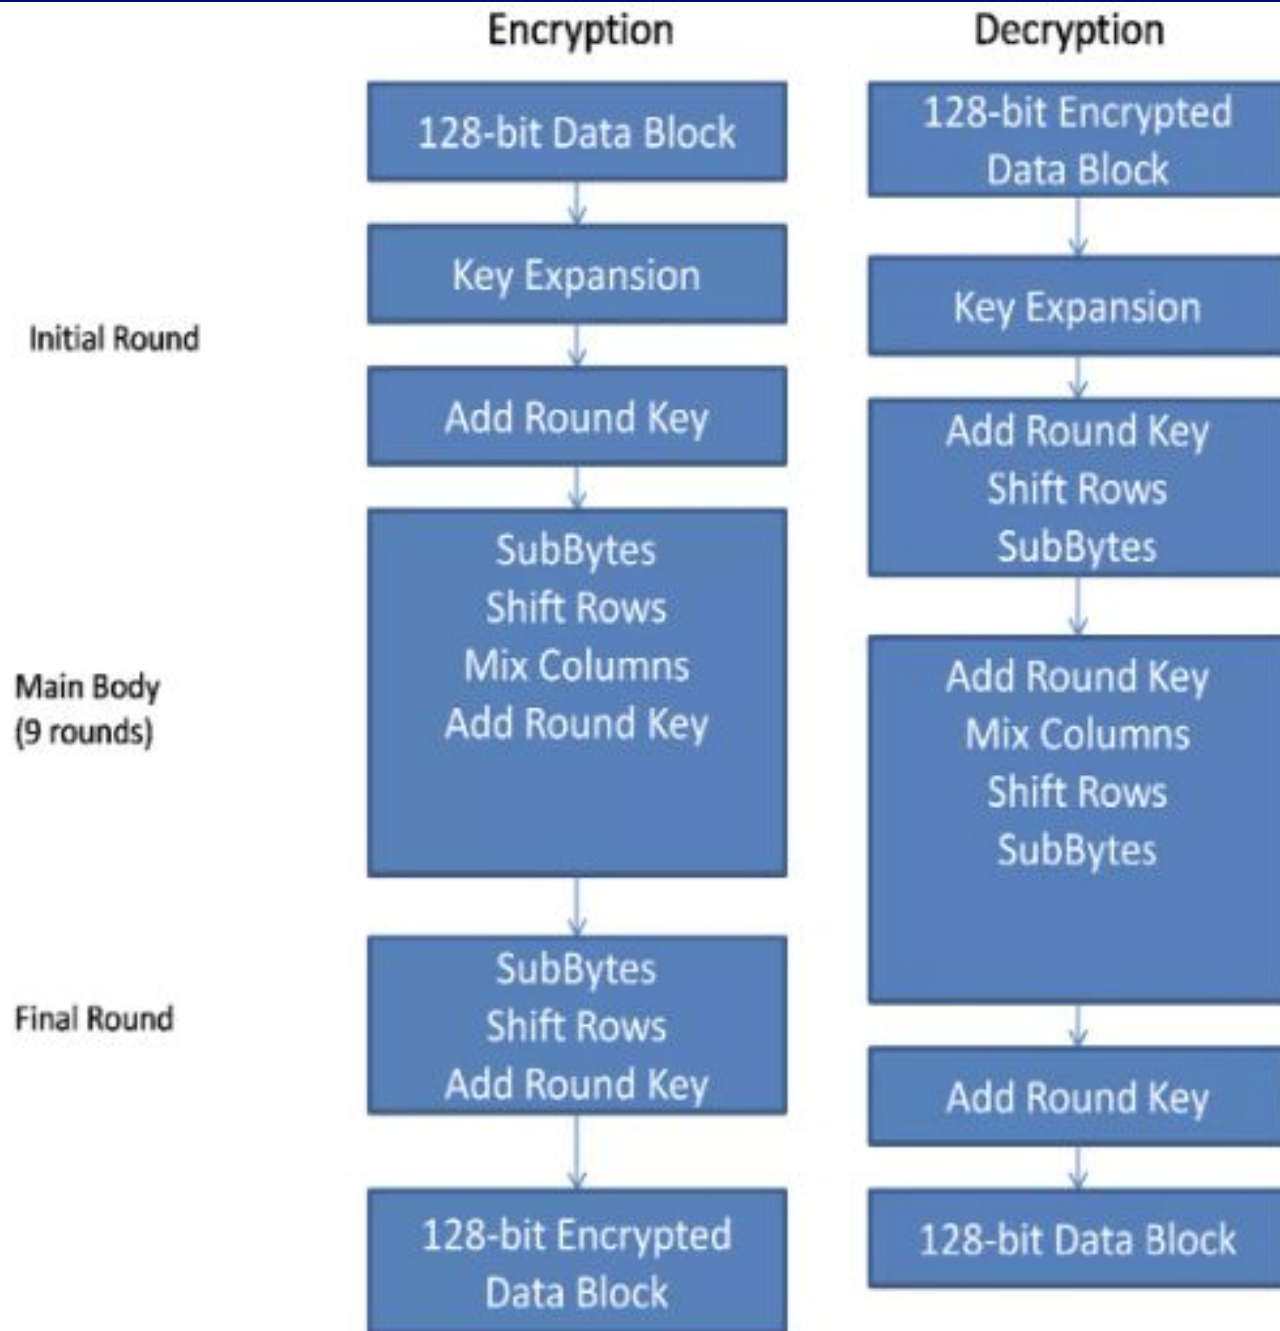 Encryption
128-bit Data Block
Key Expansion
Add Round Key
SubBytes
Shift Rows
Mix Columns
Add Round Key
SubBytes
Shift Rows
Add Round Key
128-bit Encrypted
Data Block
Decryption
128-bit Encrypted
Data Block
Key Expansion
Add Round Key
Shift Rows
SubBytes
Add Round Key
Mix Columns
Shift Rows
SubBytes
Add Round Key
128-bit Data Block
Initial Round
Main Body
(9 rounds)
Final Round